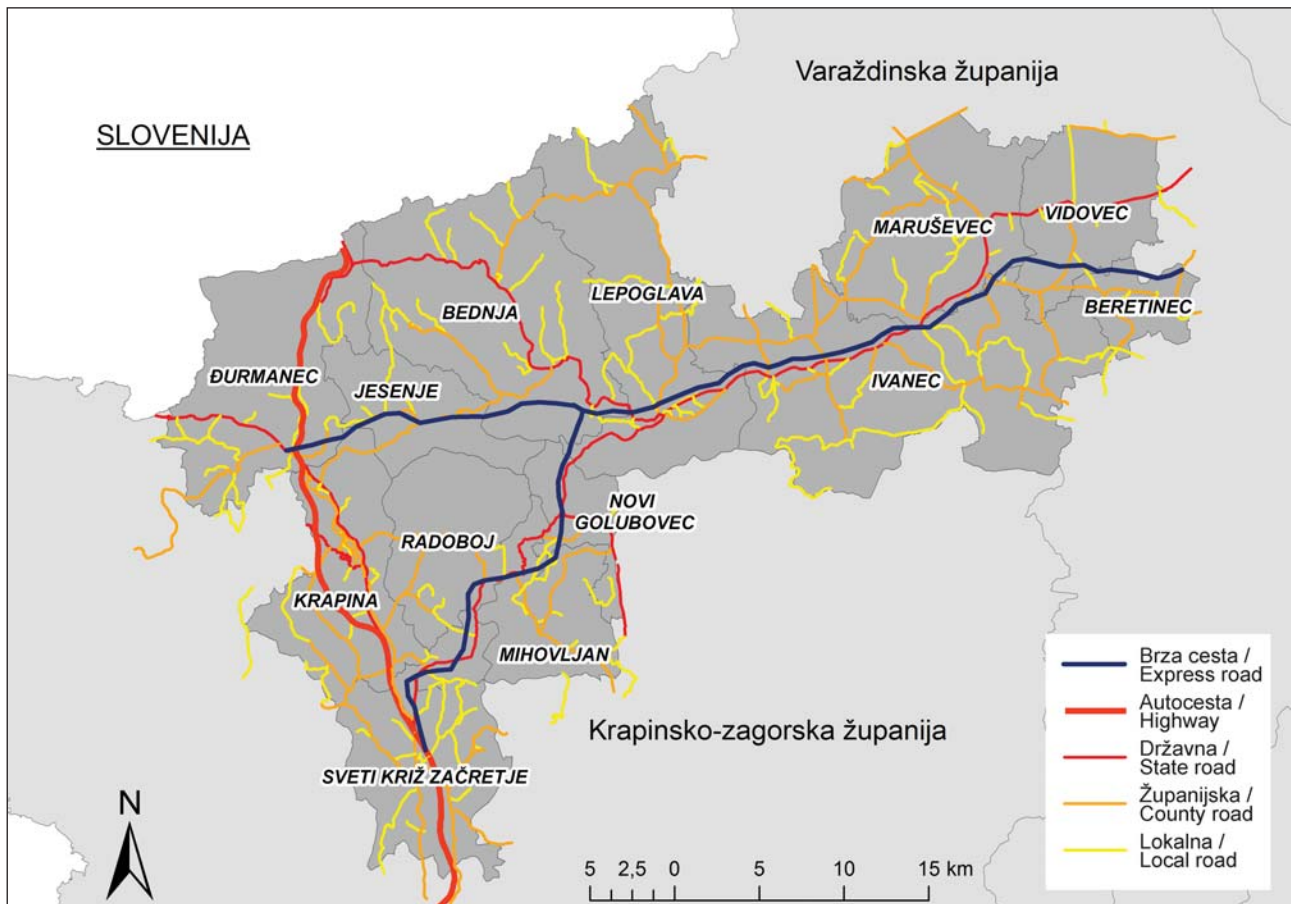 Varaždinska županija
SLOVENIJA
MARUŠEVEC
VIDOVEC
BEDNJA
LEPOGLAVA
BERETINEC
ĐURMANEC
JESENJE
IVANEC
NOVI
GOLUBOVEC
RADOBOJ
KRAPINA
MIHOVLJAN
Krapinsko-zagorska županija
SVETI KRIŽ ZAČRETJE
Brza cesta /
Express road
Autocesta /
Highway
Državna /
State road
Županijska /
County road
Lokalna /
Local road
N
5 2,5 0 5 10 15 km